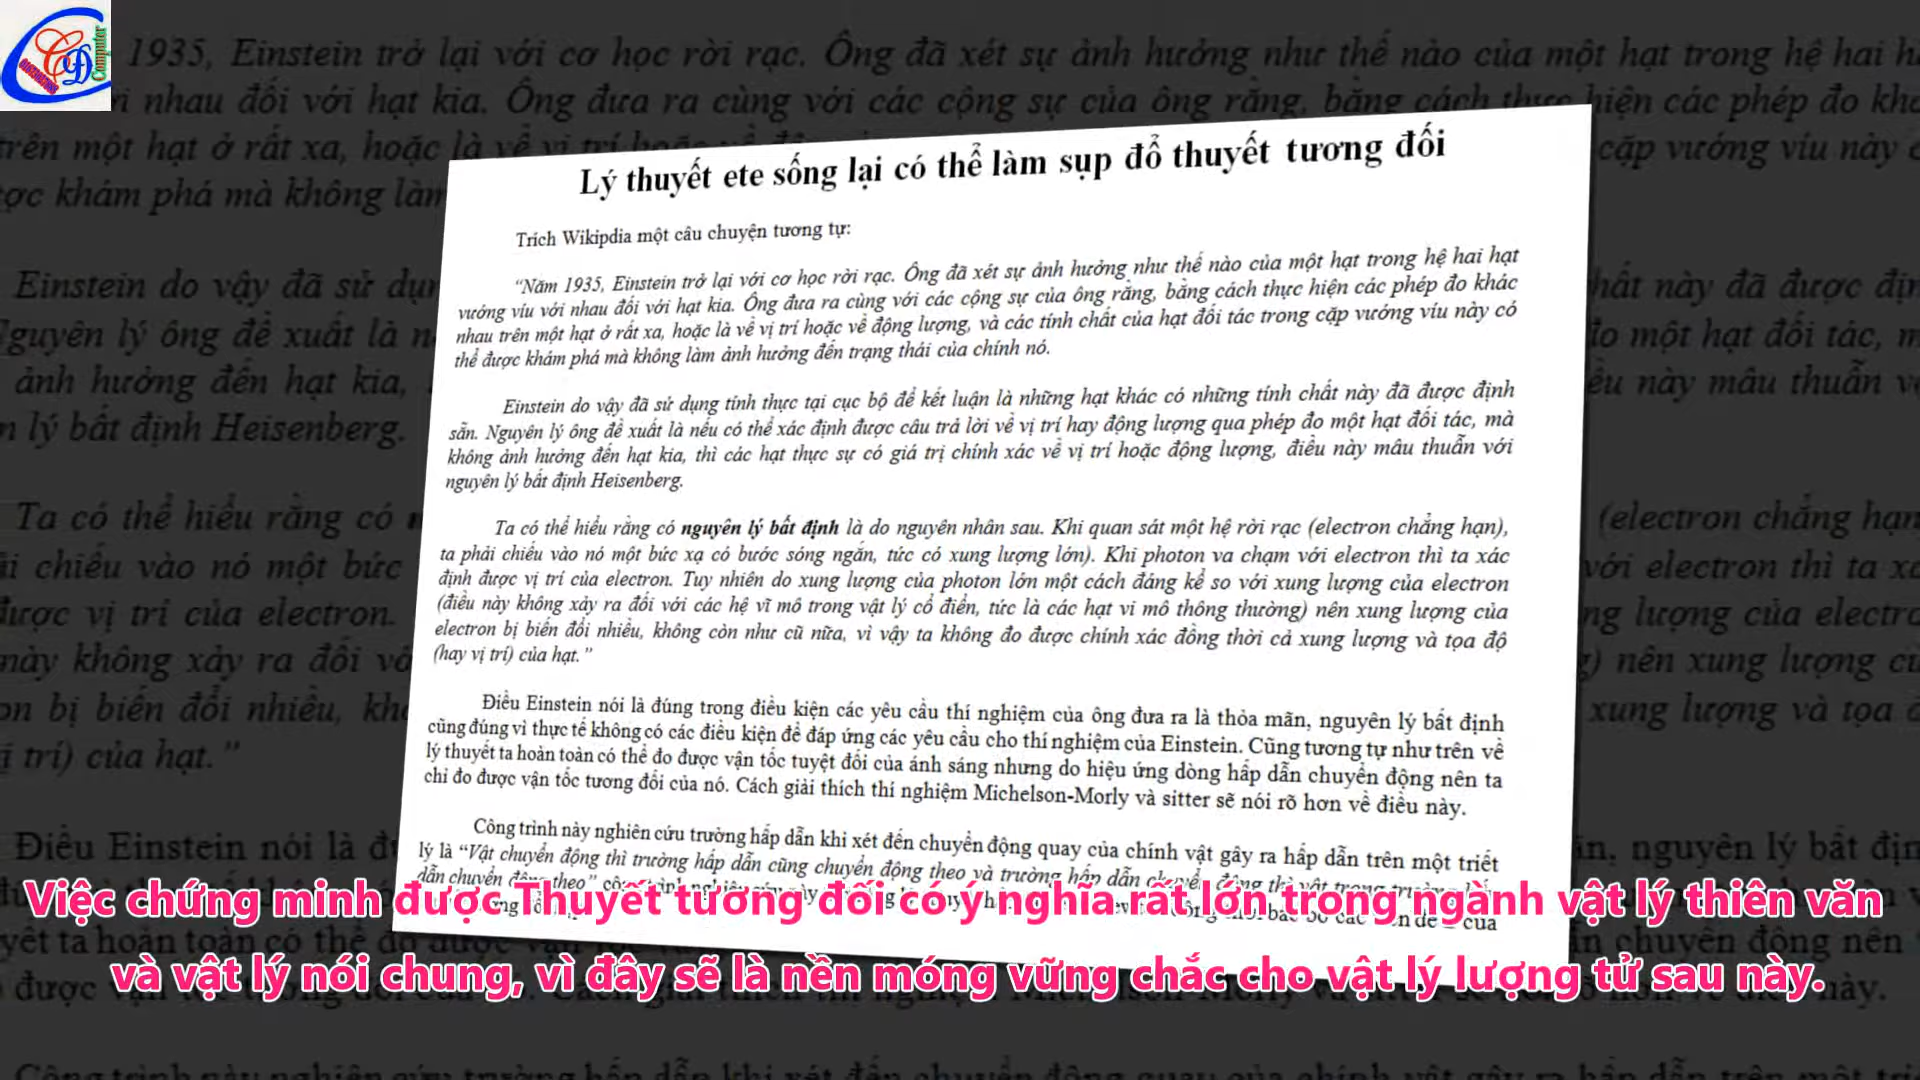 Computer
Lý thuyết ete sống lại có thể làm sụp đổ thuyết tương đối
Trích Wikipdia một câu chuyện tương tự:
“Năm 1935, Einstein trở lại với cơ học rời rạc. Ông đã xét sự ảnh hưởng như thế nào của một hạt trong hệ hai hạt
vướng víu với nhau đối với hạt kia. Ông đưa ra cùng với các cộng sự của ông rằng, bằng cách thực hiện các phép đo khác
nhau trên một hạt ở rất xa, hoặc là về vị trí hoặc về động lượng, và các tính chất của hạt đối tác trong cặp vướng víu này có
thể được khám phá mà không làm ảnh hưởng đến trạng thái của chính nó.
Einstein do vậy đã sử dụng tính thực tại cục bộ để kết luận là những hạt khác có những tính chất này đã được định
sẵn. Nguyên lý ông đề xuất là nếu có thể xác định được câu trả lời về vị trí hay động lượng qua phép đo một hạt đối tác, mà
không ảnh hưởng đến hạt kia, thì các hạt thực sự có giá trị chính xác về vị trí hoặc động lượng, điều này mâu thuẫn với
nguyên lý bất định Heisenberg.
Ta có thể hiểu rằng có nguyên lý bất định là do nguyên nhân sau. Khi quan sát một hệ rời rạc (electron chẳng hạn),
ta phải chiếu vào nó một bức xạ có bước sóng ngắn, tức có xung lượng lớn). Khi photon va chạm với electron thì ta xác
định được vị trí của electron. Tuy nhiên do xung lượng của photon lớn một cách đáng kể so với xung lượng của electron
(điều này không xảy ra đối với các hệ vĩ mô trong vật lý cổ điển, tức là các hạt vi mô thông thường) nên xung lượng của
electron bị biến đổi nhiều, không còn như cũ nữa, vì vậy ta không đo được chính xác đồng thời cả xung lượng và tọa độ
(hay vị trí) của hạt.”
Điều Einstein nói là đúng trong điều kiện các yêu cầu thí nghiệm của ông đưa ra là thỏa mãn, nguyên lý bất định
cũng đúng vì thực tế không có các điều kiện để đáp ứng các yêu cầu cho thí nghiệm của Einstein. Cũng tương tự như trên về
lý thuyết ta hoàn toàn có thể đo được vận tốc tuyệt đối của ánh sáng nhưng do hiệu ứng dòng hấp dẫn chuyển động nên ta
chỉ đo được vận tốc tương đối của nó. Cách giải thích thí nghiệm Michelson-Morly và sitter sẽ nói rõ hơn về điều này.
Công trình này nghiên cứu trường hấp dẫn khi xét đến chuyển động quay của chính vật gây ra hấp dẫn trên một triết
lý là “Vật chuyển động thì trường hấp dẫn cũng chuyển động theo và trường hấp dẫn
dẫn chuyển động theo”
Việc chứng minh được Thuyết tương đối có ý nghĩa rất lớn trong ngành vật lý thiên văn
và vật lý nói chung, vì đây sẽ là nền móng vững chắc cho vật lý lượng tử sau này.